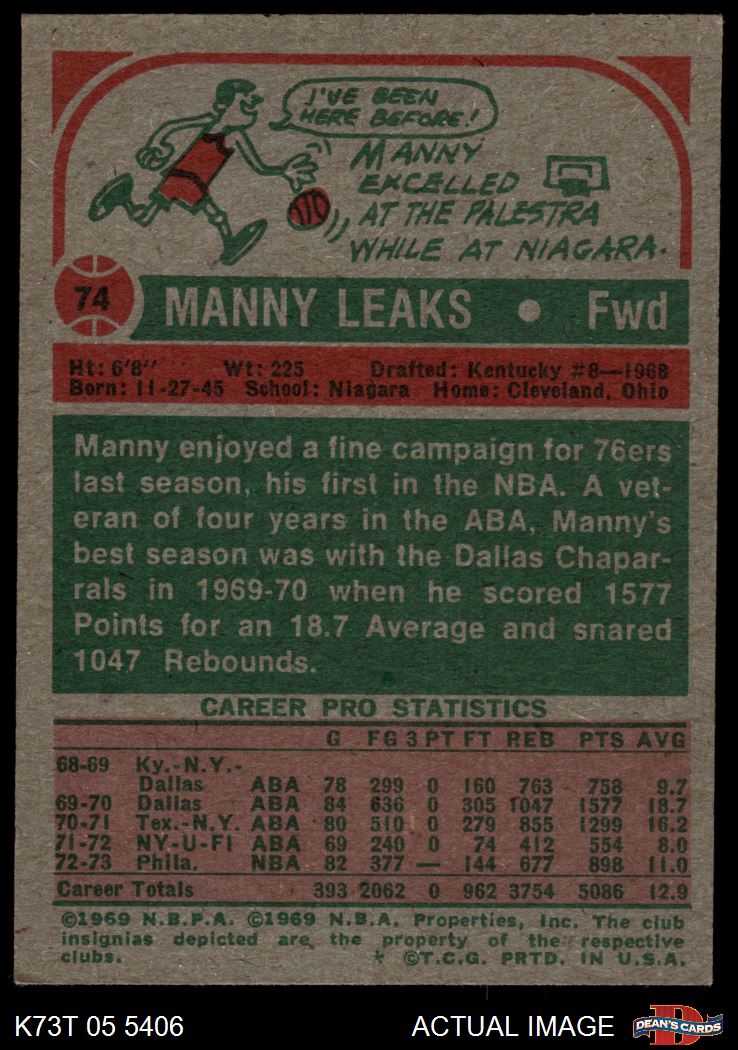 I'VE BEEN
HERE BEFORE!
MANNY
EXCELLED
AT THE PALESTRA
WHILE AT NIAGARA.
74 MANNY LEAKS • Fwd
Ht: 6'8" Wt: 225 Drafted: Kentucky #8—1968
Born: 11-27-45 School: Niagara Home: Cleveland, Ohio
Manny enjoyed a fine campaign for 76ers
last season, his first in the NBA. A vet-
eran of four years in the ABA, Manny's
best season was with the Dallas Chapar-
rals in 1969-70 when he scored 1577
Points for an 18.7 Average and snared
1047 Rebounds.
CAREER PRO STATISTICS
G FG 3 PT FT REB PTS AVG
68-69 Ky.-N.Y.-
Dallas ABA 78 299 0 160 763 758 9.7
69-70 Dallas ABA 84 636 0 305 1047 1577 18.7
70-71 Tex.-N.Y. ABA 80 510 0 279 855 1299 16.2
71-72 NY.-U-Fl ABA 69 240 0 74 412 554 8.0
72-73 Phila. NBA 82 377 — 144 677 898 11.0
Career Totals 393 2062 0 962 3754 5086 12.9
©1969 N.B.P.A. ©1969 N.B.A. Properties, Inc. The club
insignias depicted are the property of the respective
clubs. * ©T.C.G. PRTD. IN U.S.A.
K73T 05 5406 ACTUAL IMAGE DEAN'S CARDS